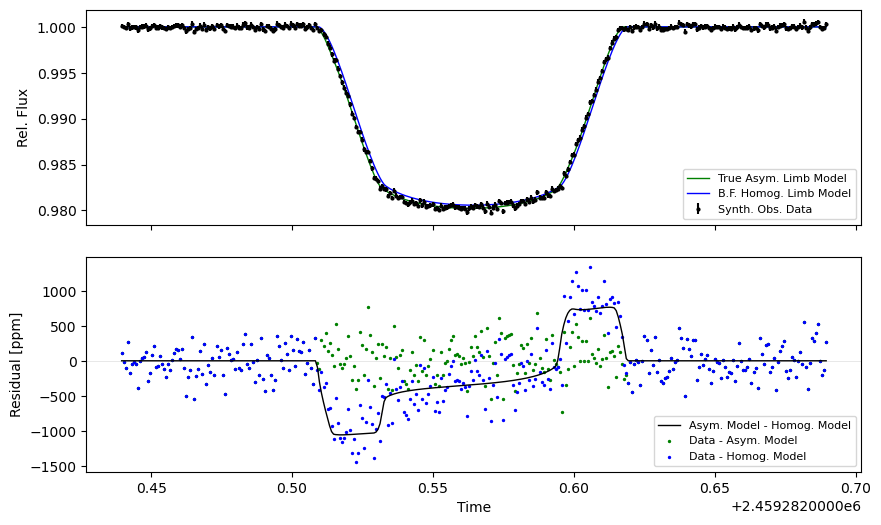 1.000
0.995
0.990
0.985
0.980
Rel. Flux
True Asym. Limb Model
B.F. Homog. Limb Model
Synth. Obs. Data
1000
500
0
−500
−1000
−1500
Residual [ppm]
Asym. Model - Homog. Model
Data - Asym. Model
Data - Homog. Model
0.45 0.50 0.55 0.60 0.65 0.70
Time
+2.4592820000e6